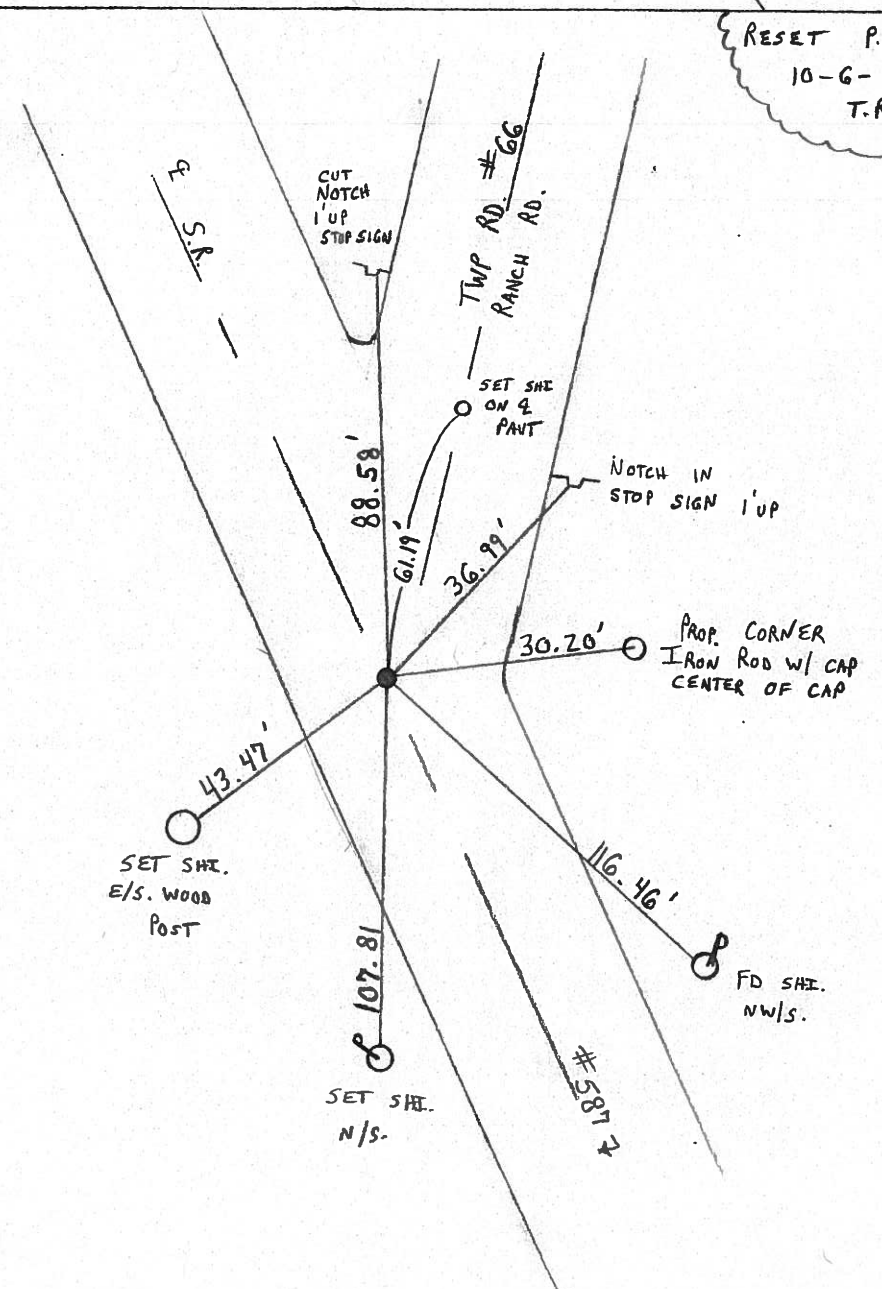 RESET P.
10-6-
T.R
CUT
NOTCH
1' UP
STOP SIGN
℄ S.R.
TWP RD. #66
RANCH RD.
SET SHI
ON ℄
PAVT
88.58'
61.19'
36.99'
NOTCH IN
STOP SIGN 1' UP
30.20'
PROP. CORNER
IRON ROD W/ CAP
CENTER OF CAP
43.47'
SET SHI.
E/S. WOOD
POST
107.81
SET SHI.
N/S.
116.46'
FD SHI.
NW/S.
#587